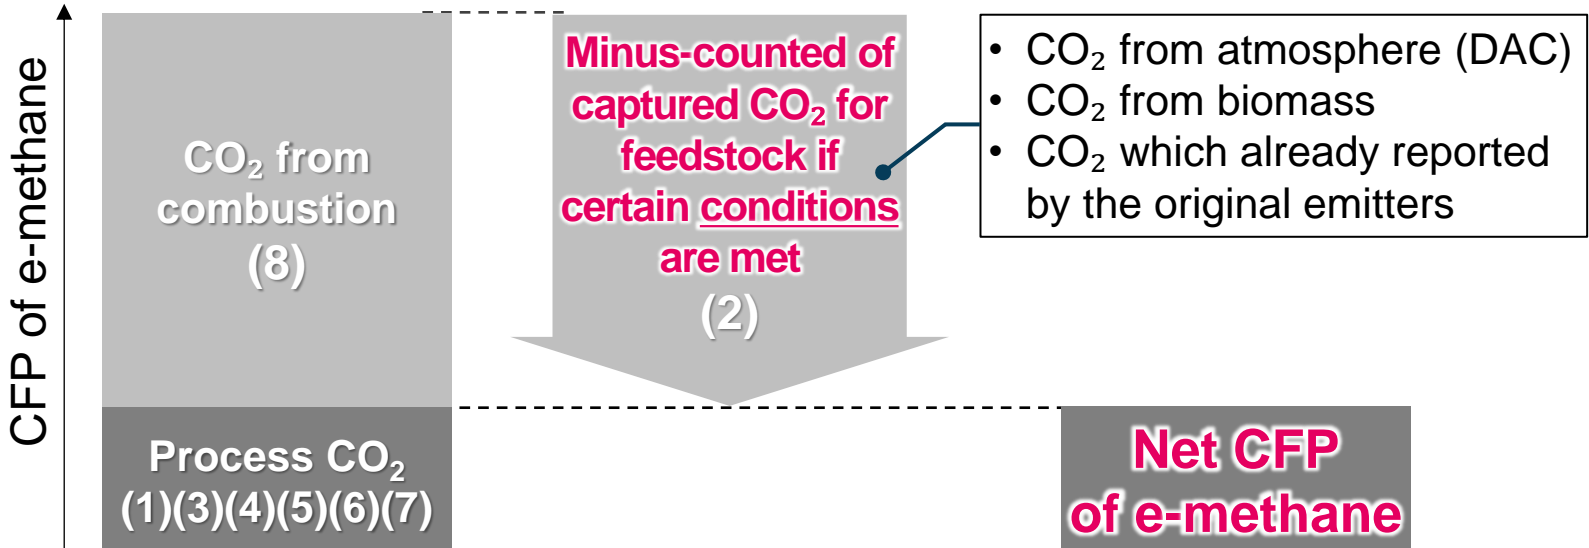 CFP of e-methane
CO₂ from
combustion
(8)
Process CO₂
(1)(3)(4)(5)(6)(7)
Minus-counted of
captured CO₂ for
feedstock if
certain conditions
are met
(2)
• CO₂ from atmosphere (DAC)
• CO₂ from biomass
• CO₂ which already reported
by the original emitters
Net CFP
of e-methane